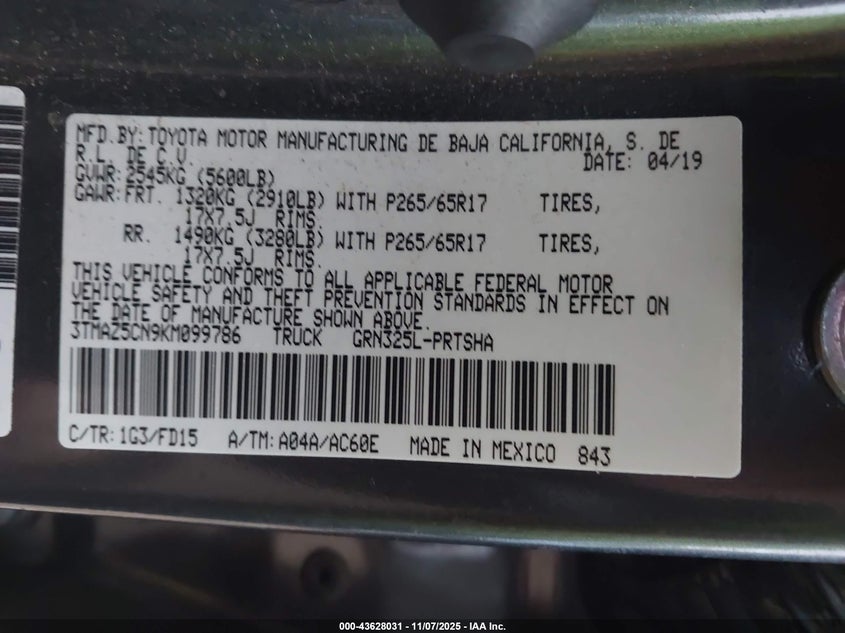 MFD.BY: TOYOTA MOTOR MANUFACTURING DE BAJA CALIFORNIA, S. DE
R.L. DE C.V. DATE: 04/19
GVWR: 2545KG (5600LB)
GAWR: FRT. 1320KG (2910LB) WITH P265/65R17 TIRES,
17X7.5J RIMS.
RR. 1490KG (3280LB) WITH P265/65R17 TIRES,
17X7.5J RIMS.
THIS VEHICLE CONFORMS TO ALL APPLICABLE FEDERAL MOTOR
VEHICLE SAFETY AND THEFT PREVENTION STANDARDS IN EFFECT ON
THE DATE OF MANUFACTURE SHOWN ABOVE.
3TMAZ5CN9KM099786 TRUCK GRN325L-PRTSHA
C/TR: 1G3/FD15 A/TM: A04A/AC60E MADE IN MEXICO 843
000-43628031 - 11/07/2025 - IAA Inc.